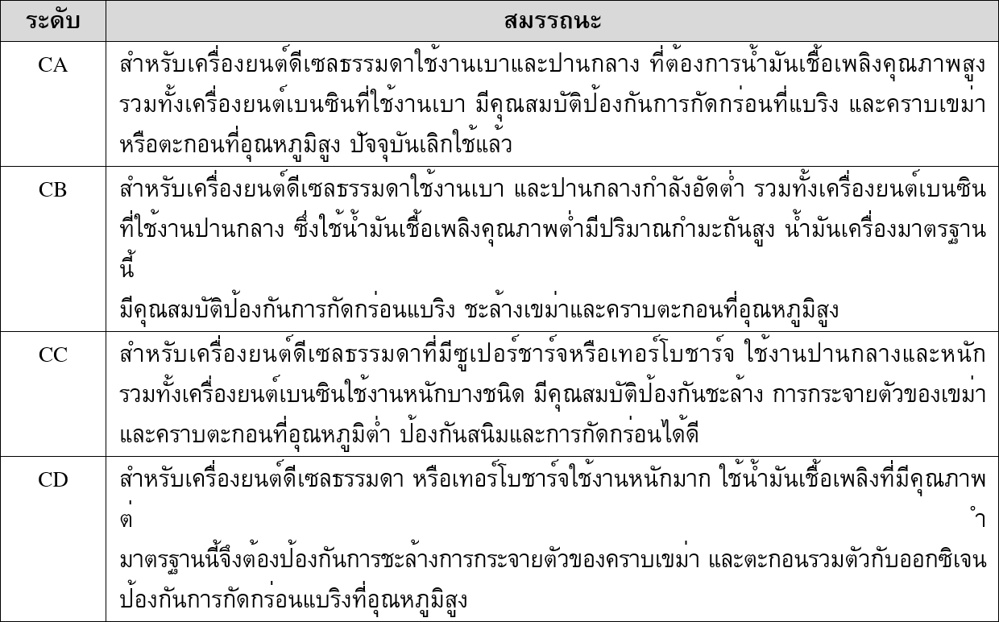 ระดับ สมรรถนะ
CA สำหรับเครื่องยนต์ดีเซลธรรมดาใช้งานเบาและปานกลาง ที่ต้องการน้ำมันเชื้อเพลิงคุณภาพสูง
รวมทั้งเครื่องยนต์เบนซินที่ใช้งานเบา มีคุณสมบัติป้องกันการกัดกร่อนที่แบริง และคราบเขม่า
หรือตะกอนที่อุณหภูมิสูง ปัจจุบันเลิกใช้แล้ว
CB สำหรับเครื่องยนต์ดีเซลธรรมดาใช้งานเบา และปานกลางกำลังอัดต่ำ รวมทั้งเครื่องยนต์เบนซิน
ที่ใช้งานปานกลาง ซึ่งใช้น้ำมันเชื้อเพลิงคุณภาพต่ำมีปริมาณกำมะถันสูง น้ำมันเครื่องมาตรฐาน
นี้
มีคุณสมบัติป้องกันการกัดกร่อนแบริง ชะล้างเขม่าและคราบตะกอนที่อุณหภูมิสูง
CC สำหรับเครื่องยนต์ดีเซลธรรมดาที่มีซูเปอร์ชาร์จหรือเทอร์โบชาร์จ ใช้งานปานกลางและหนัก
รวมทั้งเครื่องยนต์เบนซินใช้งานหนักบางชนิด มีคุณสมบัติป้องกันชะล้าง การกระจายตัวของเขม่า
และคราบตะกอนที่อุณหภูมิต่ำ ป้องกันสนิมและการกัดกร่อนได้ดี
CD สำหรับเครื่องยนต์ดีเซลธรรมดา หรือเทอร์โบชาร์จใช้งานหนักมาก ใช้น้ำมันเชื้อเพลิงที่มีคุณภาพ
ต่ ำ
มาตรฐานนี้จึงต้องป้องกันการชะล้างการกระจายตัวของคราบเขม่า และตะกอนรวมตัวกับออกซิเจน
ป้องกันการกัดกร่อนแบริงที่อุณหภูมิสูง